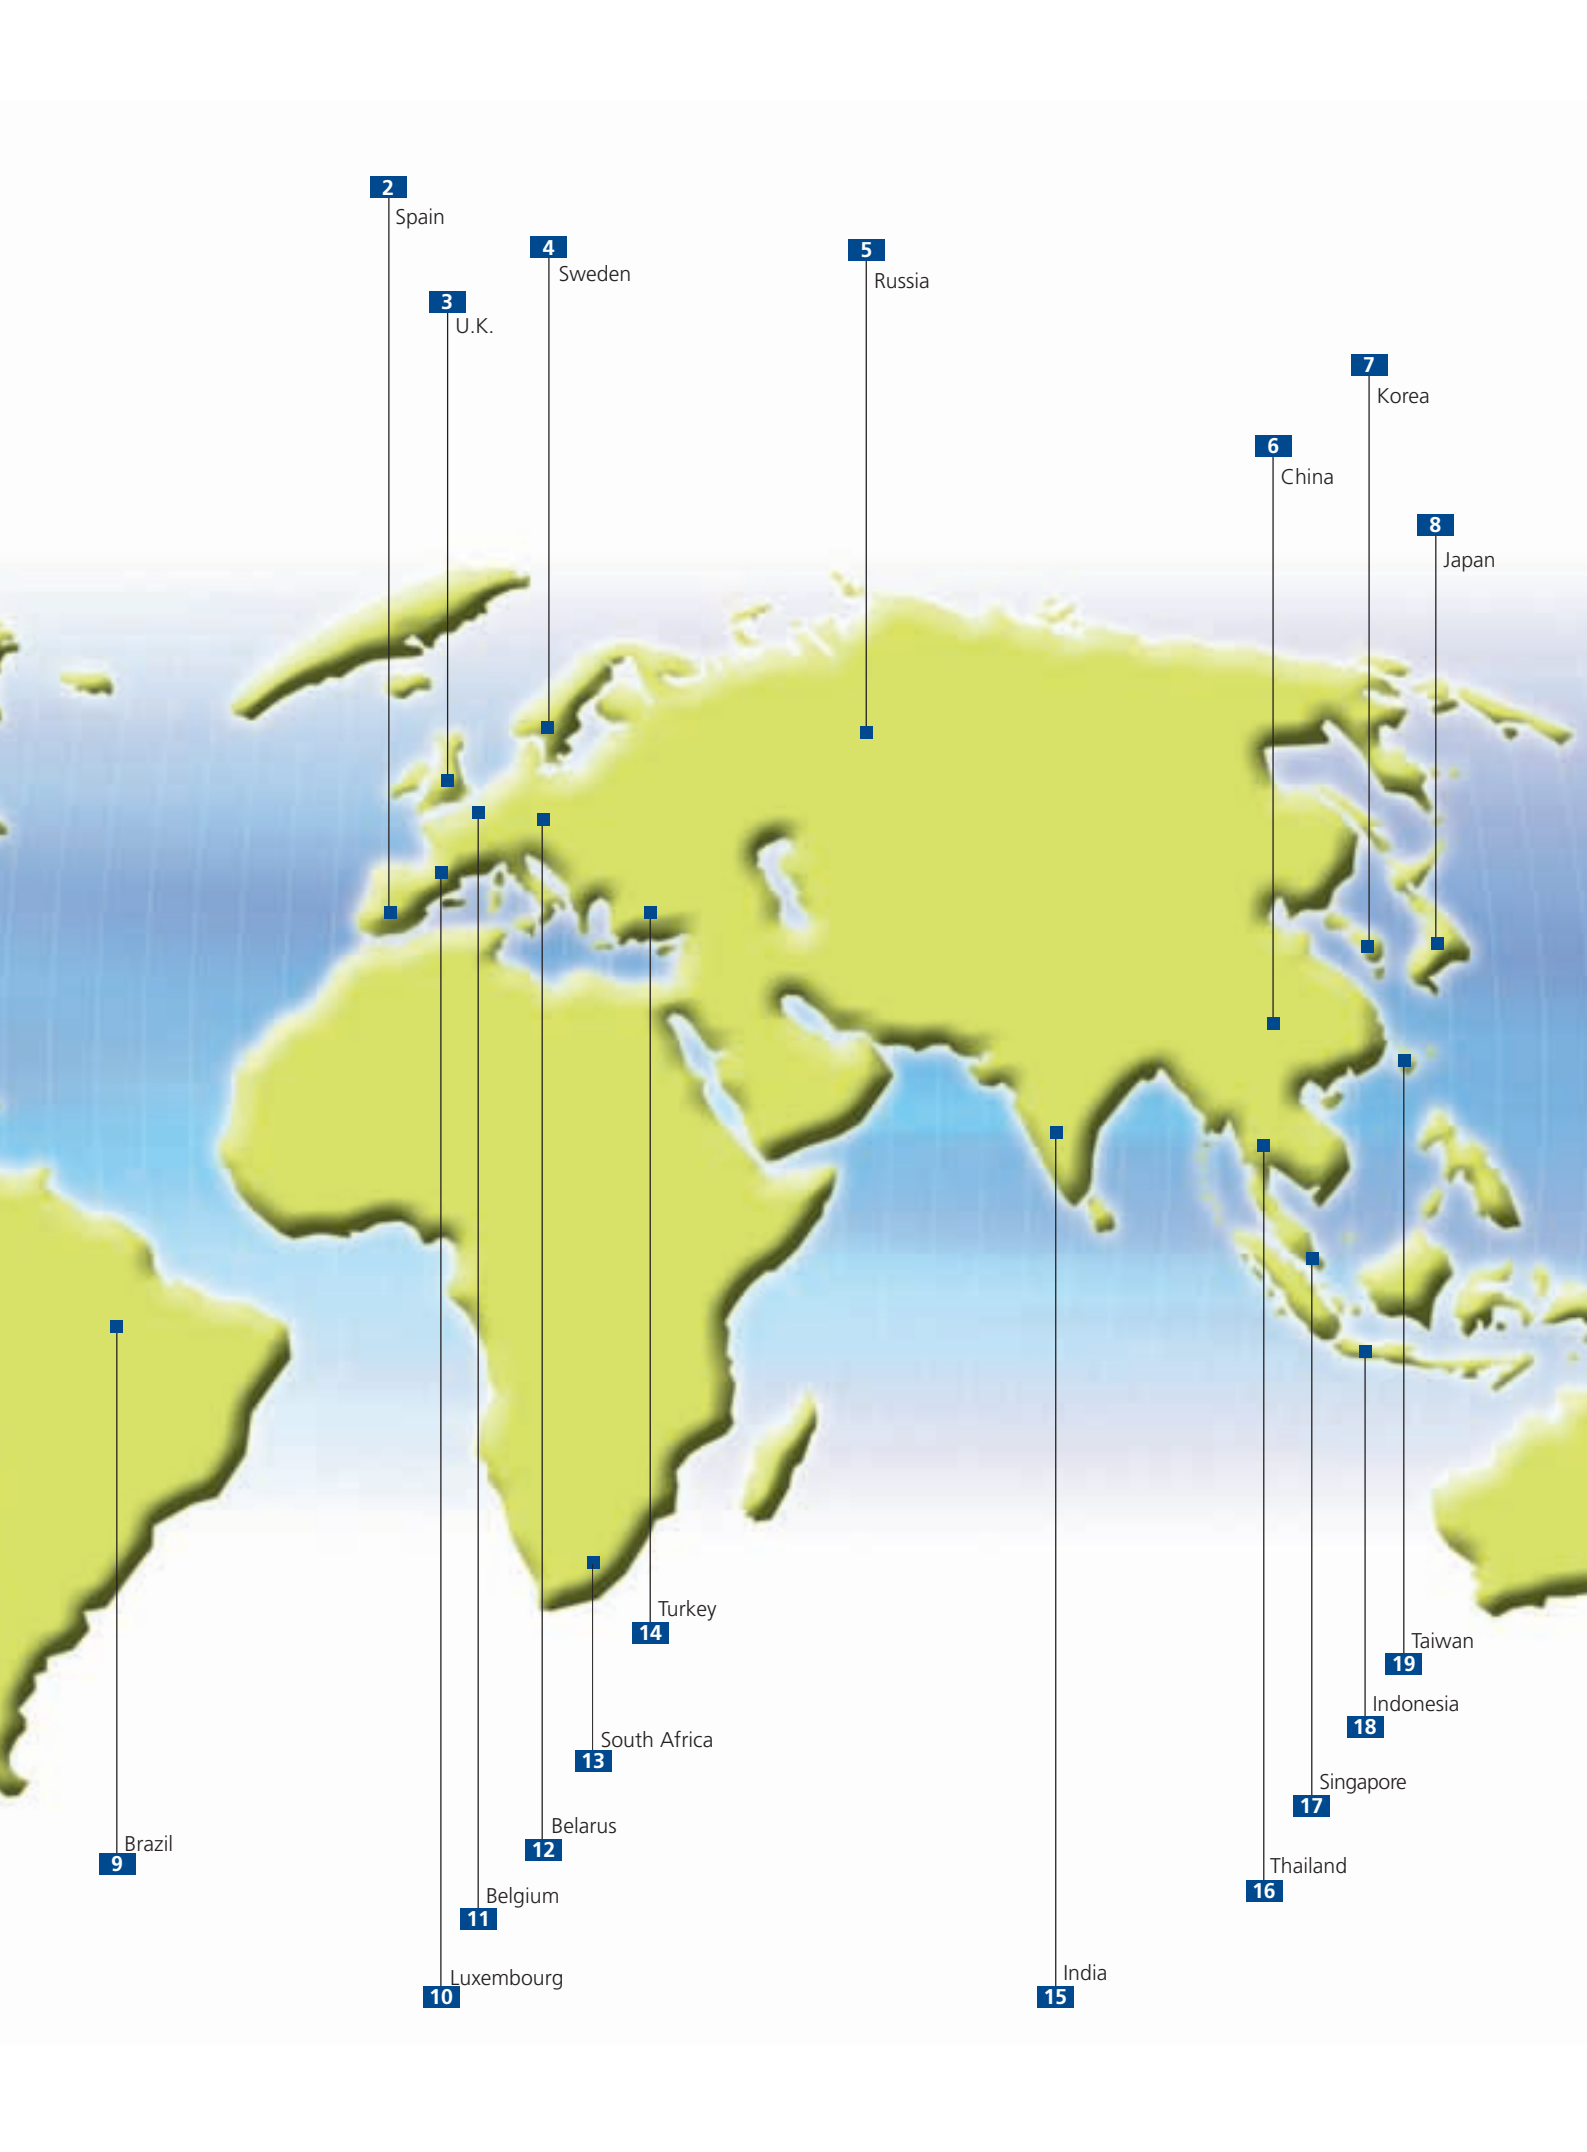 2
Spain
4
Sweden
5
Russia
3
U.K.
7
Korea
6
China
8
Japan
Turkey
14
Taiwan
19
Indonesia
18
South Africa
13
Singapore
17
Belarus
12
Brazil
9
Thailand
16
Belgium
11
India
15
Luxembourg
10